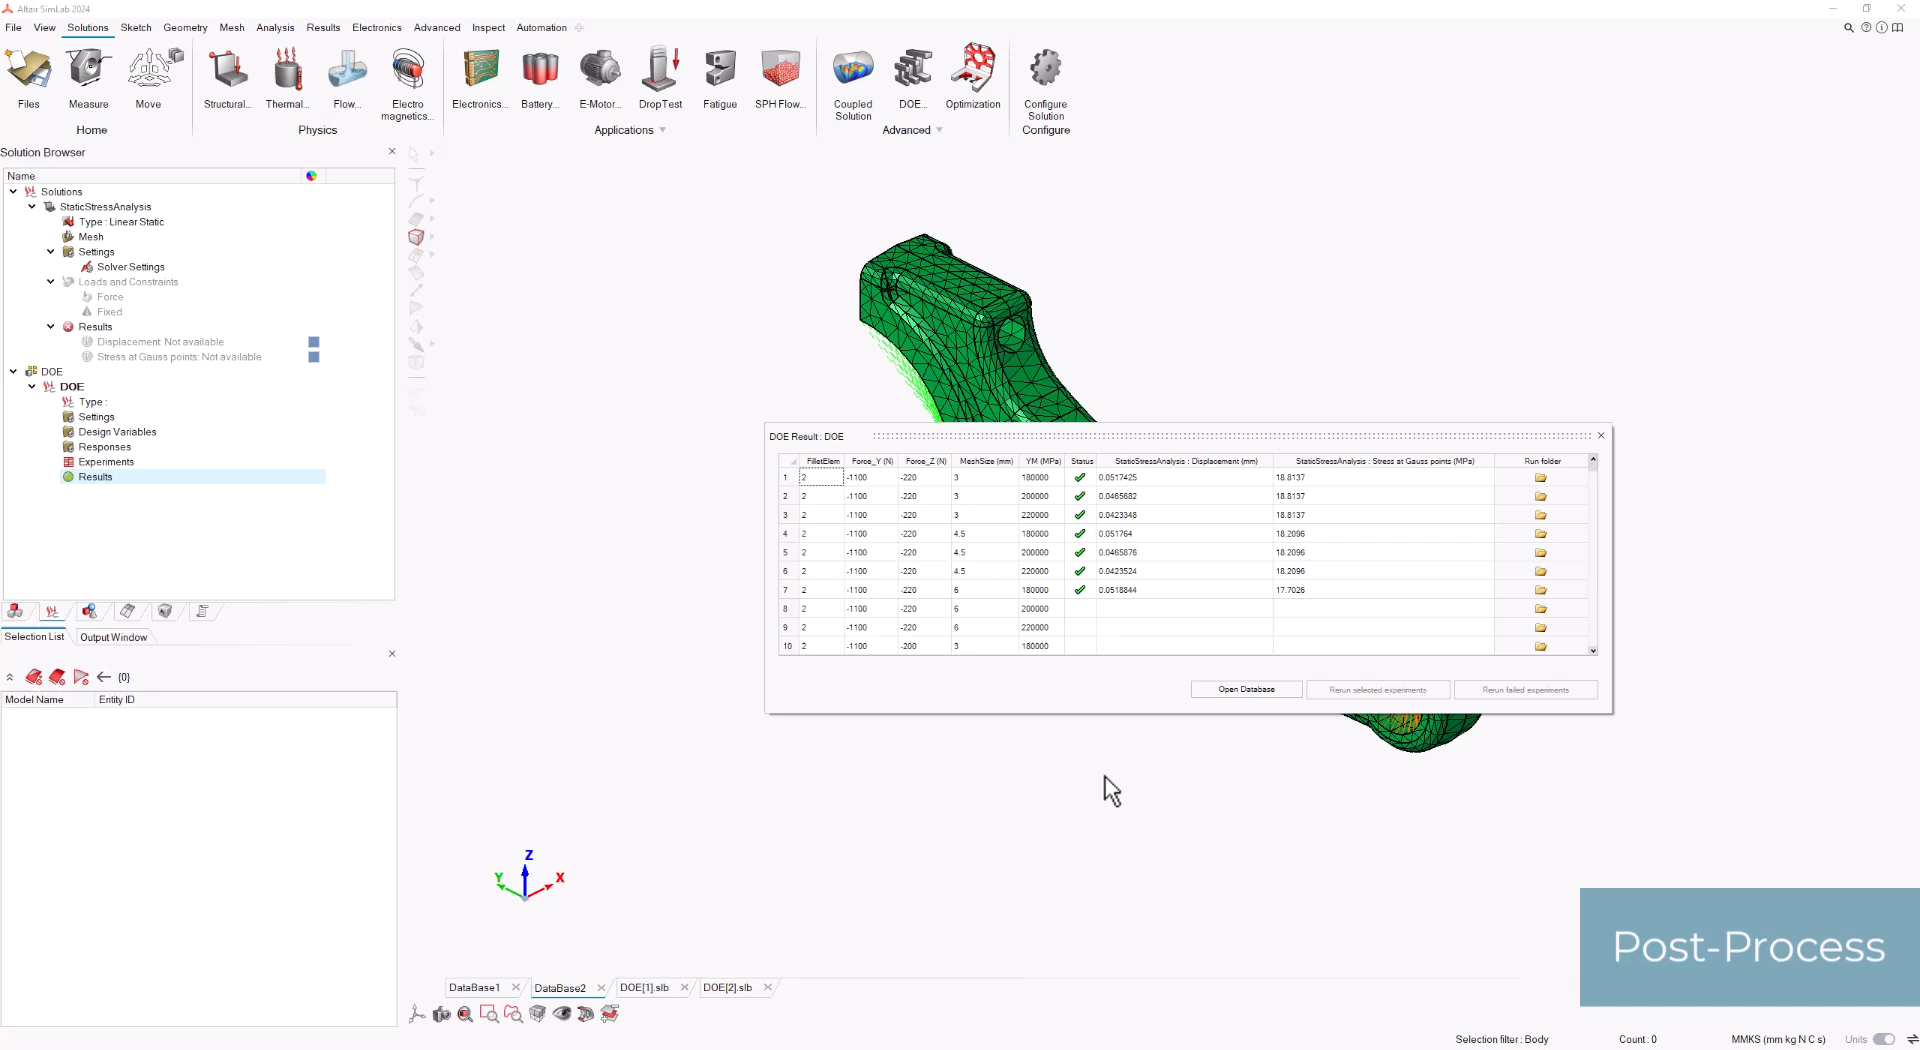 Altair SimLab 2024
File View Solutions Sketch Geometry Mesh Analysis Results Electronics Advanced Inspect Automation
Files Measure Move Structural... Thermal... Flow... Electro magnetics... Electronics... Battery... E-Motor... DropTest Fatigue SPH Flow... Coupled Solution DOE... Optimization Configure Solution
Home Physics Applications Advanced Configure
Solution Browser
Name
Solutions
StaticStressAnalysis
Type : Linear Static
Mesh
Settings
Solver Settings
Loads and Constraints
Force
Fixed
Results
Displacement: Not available
Stress at Gauss points: Not available
DOE
DOE
Type :
Settings
Design Variables
Responses
Experiments
Results
Selection List Output Window
{0}
Model Name Entity ID
DOE Result : DOE
FilletElem Force_Y (N) Force_Z (N) MeshSize (mm) YM (MPa) Status StaticStressAnalysis : Displacement (mm) StaticStressAnalysis : Stress at Gauss points (MPa) Run folder
1 2 -1100 -220 3 180000 0.0517425 18.8137
2 2 -1100 -220 3 200000 0.0465682 18.8137
3 2 -1100 -220 3 220000 0.0423348 18.8137
4 2 -1100 -220 4.5 180000 0.051764 18.2096
5 2 -1100 -220 4.5 200000 0.0465876 18.2096
6 2 -1100 -220 4.5 220000 0.0423524 18.2096
7 2 -1100 -220 6 180000 0.0518844 17.7026
8 2 -1100 -220 6 200000
9 2 -1100 -220 6 220000
10 2 -1100 -200 3 180000
Open Database Rerun selected experiments Rerun failed experiments
Z
Y X
Post-Process
DataBase1 DataBase2 DOE[1].slb DOE[2].slb
Selection filter : Body Count : 0 MMKS (mm kg N C s) Units